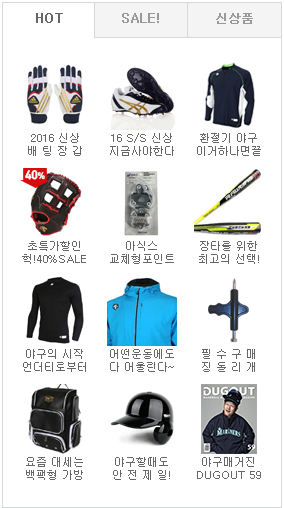 HOT
SALE!
신상품
2016 신상
배 팅 장 갑
16 S/S 신상
지금사야한다
환절기 야구
이거하나면끝
40%
초특가할인
헉!40%SALE
아식스
교체형포인트
장타를 위한
최고의 선택!
야구의 시작
언더티로부터
어떤운동에도
다 어울린다~
필 수 구 매
징 돌 리 개
DUGOUT
MARINERS
59
요즘 대세는
백팩형 가방
야구할때도
안 전 제 일!
야구매거진
DUGOUT 59